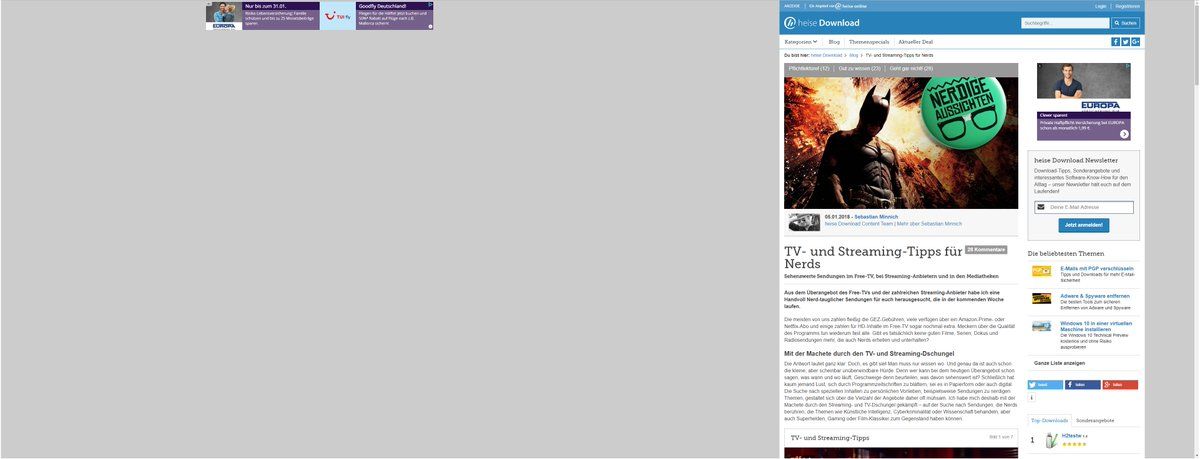 Nur bis zum 31.01.
Risiko Lebensversicherung: Familie
schützen und bis zu 25 Monatsbeiträge
sparen.
EUROPA
TUI fly
Goodfly Deutschland!
Fliegen für die Hälfte! Jetzt buchen und
50%* Rabatt auf Flüge nach z.B.
Mallorca sichern!
ANZEIGE
Ein Angebot von heise online
Login | Registrieren
heise Download
Suchbegriffe...
Suchen
Kategorien
Blog
Themenspecials
Aktueller Deal
Du bist hier: heise Download > Blog > TV- und Streaming-Tipps für Nerds
Pflichtlektüre! (12) | Gut zu wissen (23) | Geht gar nicht! (28)
NERDIGE
AUSSICHTEN
05.01.2018 - Sebastian Minnich
heise Download Content Team | Mehr über Sebastian Minnich
TV- und Streaming-Tipps für
Nerds
28 Kommentare
Sehenswerte Sendungen im Free-TV, bei Streaming-Anbietern und in den Mediatheken
Aus dem Überangebot des Free-TVs und der zahlreichen Streaming-Anbieter habe ich eine
Handvoll Nerd-tauglicher Sendungen für euch herausgesucht, die in der kommenden Woche
laufen.
Die meisten von uns zahlen fleißig die GEZ-Gebühren, viele verfügen über ein Amazon-Prime- oder
Netflix-Abo und einige zahlen für HD-Inhalte im Free-TV sogar nochmal extra. Meckern über die Qualität
des Programms tun wiederum fast alle. Gibt es tatsächlich keine guten Filme, Serien, Dokus und
Radiosendungen mehr, die auch Nerds erhellen und unterhalten?
Mit der Machete durch den TV- und Streaming-Dschungel
Die Antwort lautet ganz klar: Doch, es gibt sie! Man muss nur wissen wo. Und genau da ist auch schon
die kleine, aber scheinbar unüberwindbare Hürde. Denn wer kann bei dem heutigen Überangebot schon
sagen, was wann und wo läuft. Geschweige denn beurteilen, was davon sehenswert ist? Schließlich hat
kaum jemand Lust, sich durch Programmzeitschriften zu blättern, sei es in Papierform oder auch digital.
Die Suche nach speziellen Inhalten zu persönlichen Vorlieben, beispielsweise Sendungen zu nerdigen
Themen, gestaltet sich über die Vielzahl der Angebote daher oft mühsam. Ich habe mich deshalb mit der
Machete durch den Streaming- und TV-Dschungel gekämpft – auf der Suche nach Sendungen, die Nerds
berühren, die Themen wie Künstliche Intelligenz, Cyberkriminalität oder Wissenschaft behandeln, aber
auch Superhelden, Gaming oder Film-Klassiker zum Gegenstand haben können.
TV- und Streaming-Tipps
Bild 5 von 7
EUROPA
Clever sparen!
Private Haftpflicht-Versicherung bei EUROPA
schon ab monatlich 1,99 €.
heise Download Newsletter
Download-Tipps, Sonderangebote und
interessantes Software-Know-How für den
Alltag – unser Newsletter hält euch auf dem
Laufenden!
Deine E-Mail Adresse
Jetzt anmelden!
Die beliebtesten Themen
E-Mails mit PGP verschlüsseln
Tipps und Downloads für mehr E-Mail-
Sicherheit
Adware & Spyware entfernen
Die besten Tools zum sicheren
Entfernen von Adware und Spyware
Windows 10 in einer virtuellen
Maschine installieren
Die Windows 10 Technical Preview
kostenlos und ohne Risiko
ausprobieren
Ganze Liste anzeigen
tweet
teilen
teilen
Top-Downloads
Sonderangebote
1
H2testw 1.4